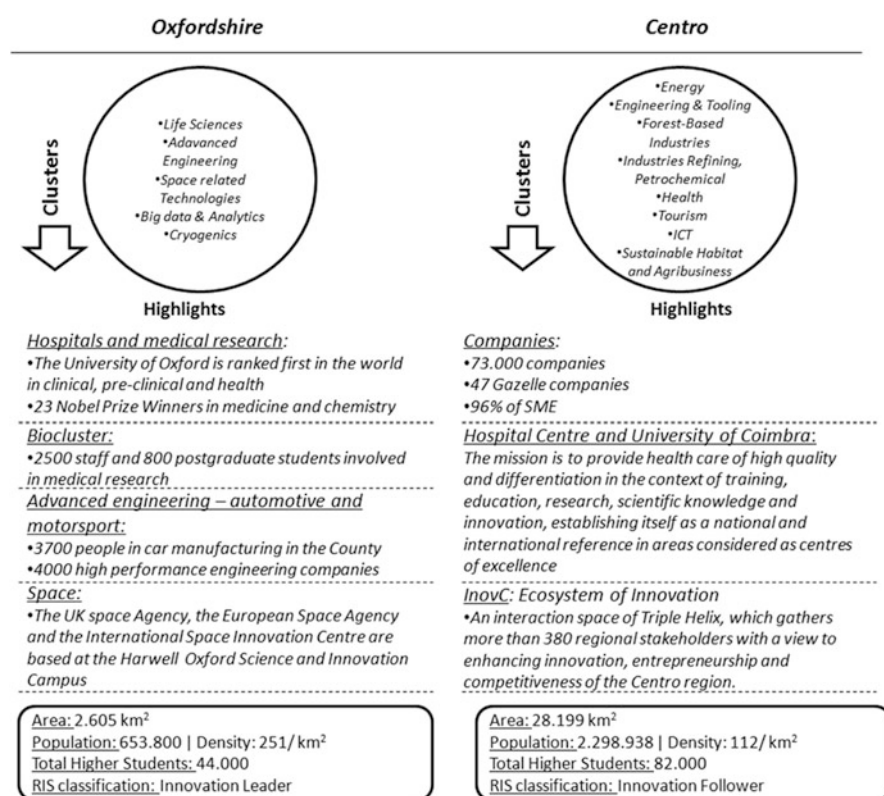 Oxfordshire
Clusters
•Life Sciences
•Adavanced
Engineering
•Space related
Technologies
•Big data & Analytics
•Cryogenics
Highlights
Hospitals and medical research:
•The University of Oxford is ranked first in the world
in clinical, pre-clinical and health
•23 Nobel Prize Winners in medicine and chemistry
Biocluster:
•2500 staff and 800 postgraduate students involved
in medical research
Advanced engineering – automotive and
motorsport:
•3700 people in car manufacturing in the County
•4000 high performance engineering companies
Space:
•The UK space Agency, the European Space Agency
and the International Space Innovation Centre are
based at the Harwell Oxford Science and Innovation
Campus
Area: 2.605 km²
Population: 653.800 | Density: 251/ km²
Total Higher Students: 44.000
RIS classification: Innovation Leader
Centro
Clusters
•Energy
•Engineering & Tooling
•Forest-Based
Industries
•Industries Refining,
Petrochemical
•Health
•Tourism
•ICT
•Sustainable Habitat
and Agribusiness
Highlights
Companies:
•73.000 companies
•47 Gazelle companies
•96% of SME
Hospital Centre and University of Coimbra:
The mission is to provide health care of high quality
and differentiation in the context of training,
education, research, scientific knowledge and
innovation, establishing itself as a national and
international reference in areas considered as centres
of excellence
InovC: Ecosystem of Innovation
•An interaction space of Triple Helix, which gathers
more than 380 regional stakeholders with a view to
enhancing innovation, entrepreneurship and
competitiveness of the Centro region.
Area: 28.199 km²
Population: 2.298.938 | Density: 112/ km²
Total Higher Students: 82.000
RIS classification: Innovation Follower